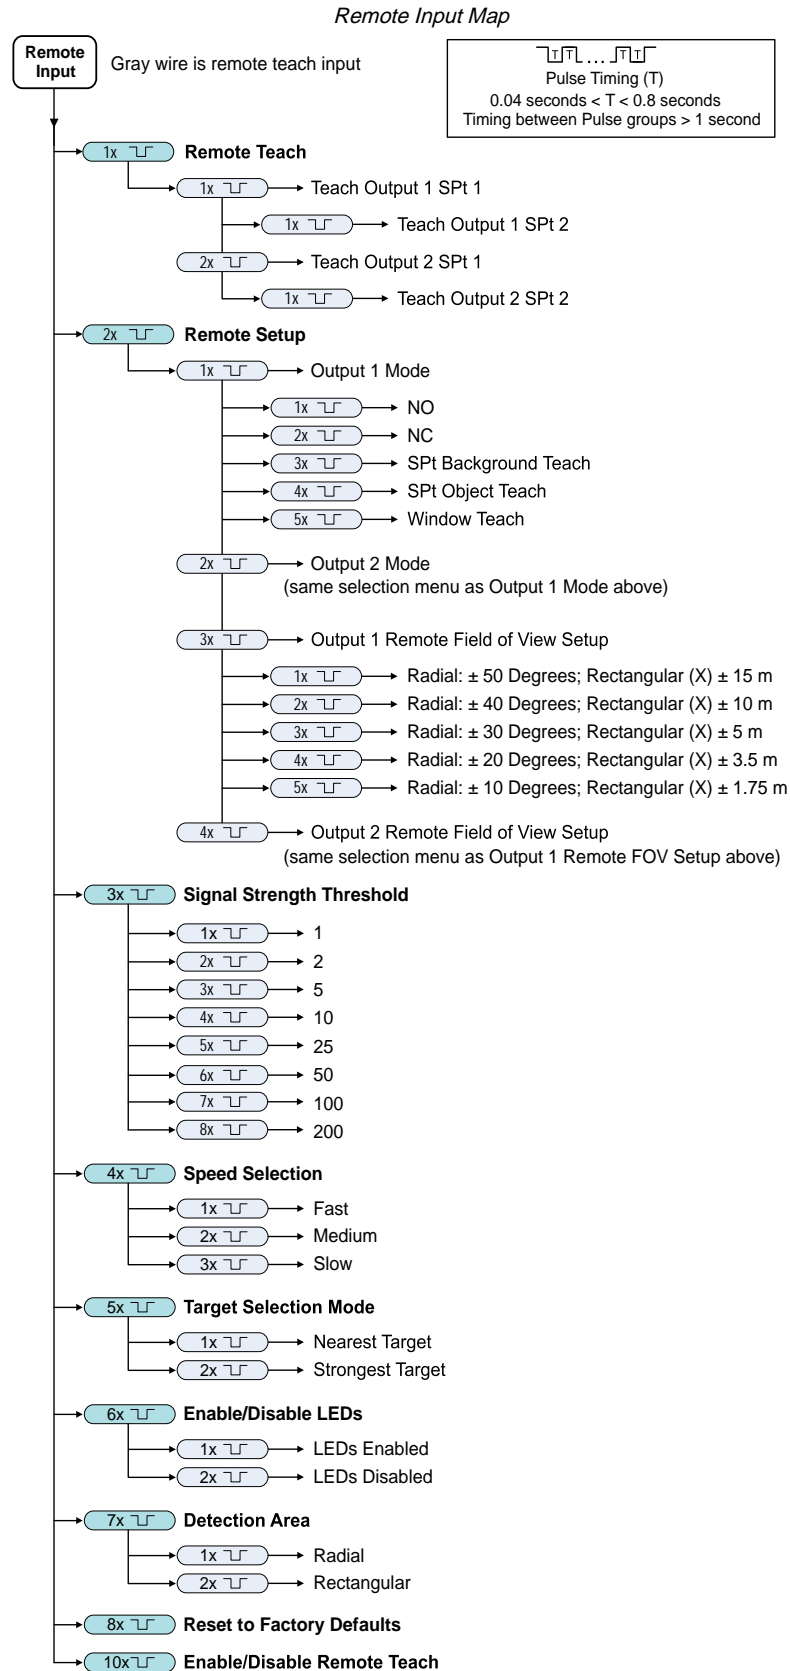 Remote Input Map
Remote
Input
Gray wire is remote teach input
T T ... T T
Pulse Timing (T)
0.04 seconds < T < 0.8 seconds
Timing between Pulse groups > 1 second
1x Remote Teach
1x Teach Output 1 SPt 1
1x Teach Output 1 SPt 2
2x Teach Output 2 SPt 1
1x Teach Output 2 SPt 2
2x Remote Setup
1x Output 1 Mode
1x NO
2x NC
3x SPt Background Teach
4x SPt Object Teach
5x Window Teach
2x Output 2 Mode
(same selection menu as Output 1 Mode above)
3x Output 1 Remote Field of View Setup
1x Radial: ± 50 Degrees; Rectangular (X) ± 15 m
2x Radial: ± 40 Degrees; Rectangular (X) ± 10 m
3x Radial: ± 30 Degrees; Rectangular (X) ± 5 m
4x Radial: ± 20 Degrees; Rectangular (X) ± 3.5 m
5x Radial: ± 10 Degrees; Rectangular (X) ± 1.75 m
4x Output 2 Remote Field of View Setup
(same selection menu as Output 1 Remote FOV Setup above)
3x Signal Strength Threshold
1x 1
2x 2
3x 5
4x 10
5x 25
6x 50
7x 100
8x 200
4x Speed Selection
1x Fast
2x Medium
3x Slow
5x Target Selection Mode
1x Nearest Target
2x Strongest Target
6x Enable/Disable LEDs
1x LEDs Enabled
2x LEDs Disabled
7x Detection Area
1x Radial
2x Rectangular
8x Reset to Factory Defaults
10x Enable/Disable Remote Teach